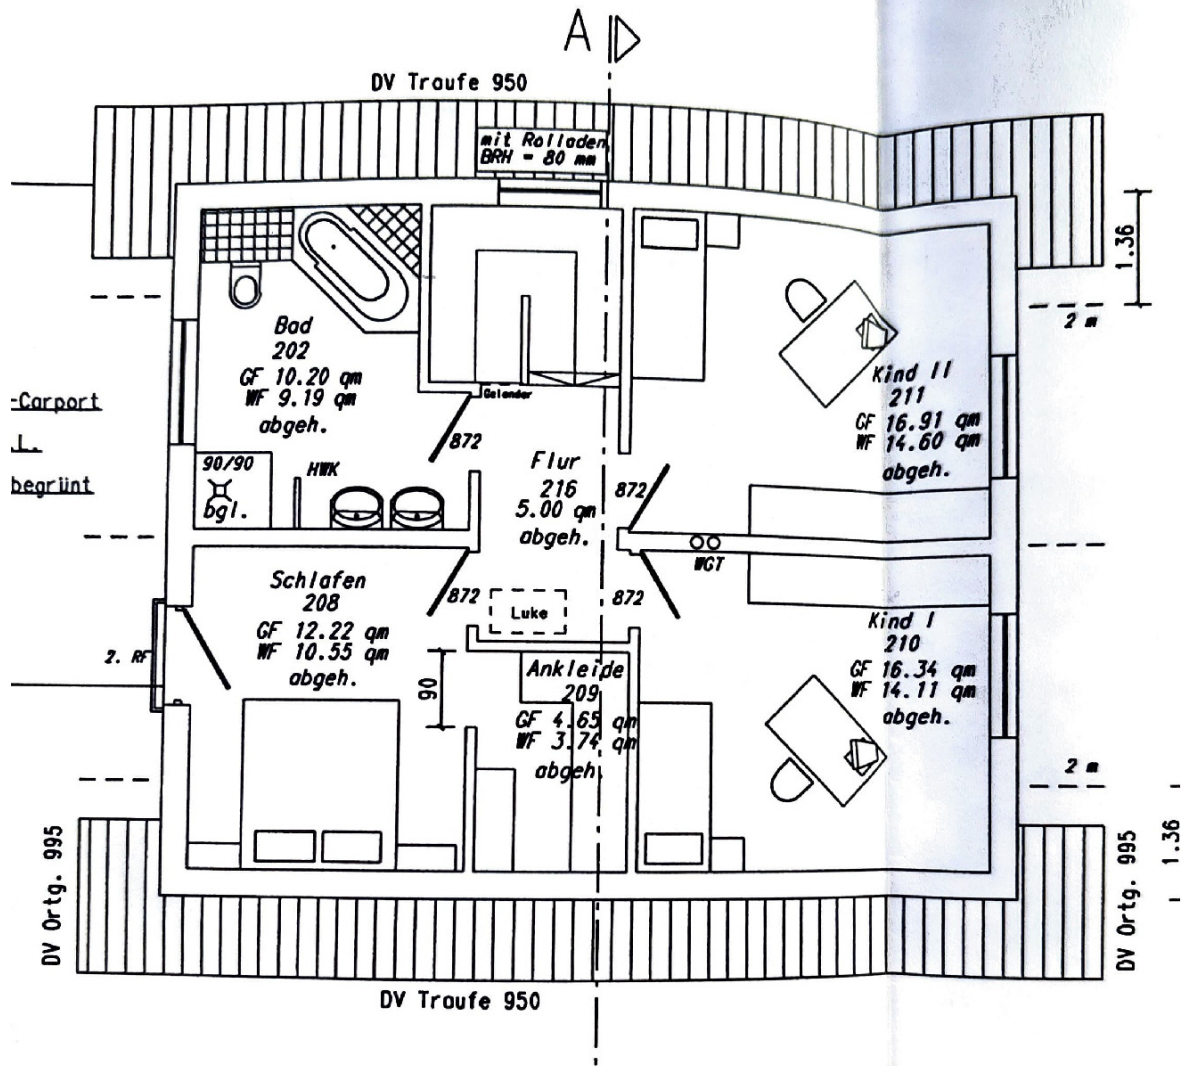 A
DV Traufe 950
mit Rolladen
BRH = 80 mm
1.36
2 m
Bad
202
GF 10.20 qm
WF 9.19 qm
abgeh.
-Carport
L.
begrünt
Geländer
872
90/90
bgl.
HWK
Flur
216
5.00 qm
abgeh.
872
Kind II
211
GF 16.91 qm
WF 14.60 qm
abgeh.
WGT
Schlafen
208
GF 12.22 qm
WF 10.55 qm
abgeh.
872
Luke
872
2. RF
90
Ankleide
209
GF 4.65 qm
WF 3.74 qm
abgeh.
Kind I
210
GF 16.34 qm
WF 14.11 qm
abgeh.
2 m
1.36
DV Ortg. 995
DV Ortg. 995
DV Traufe 950